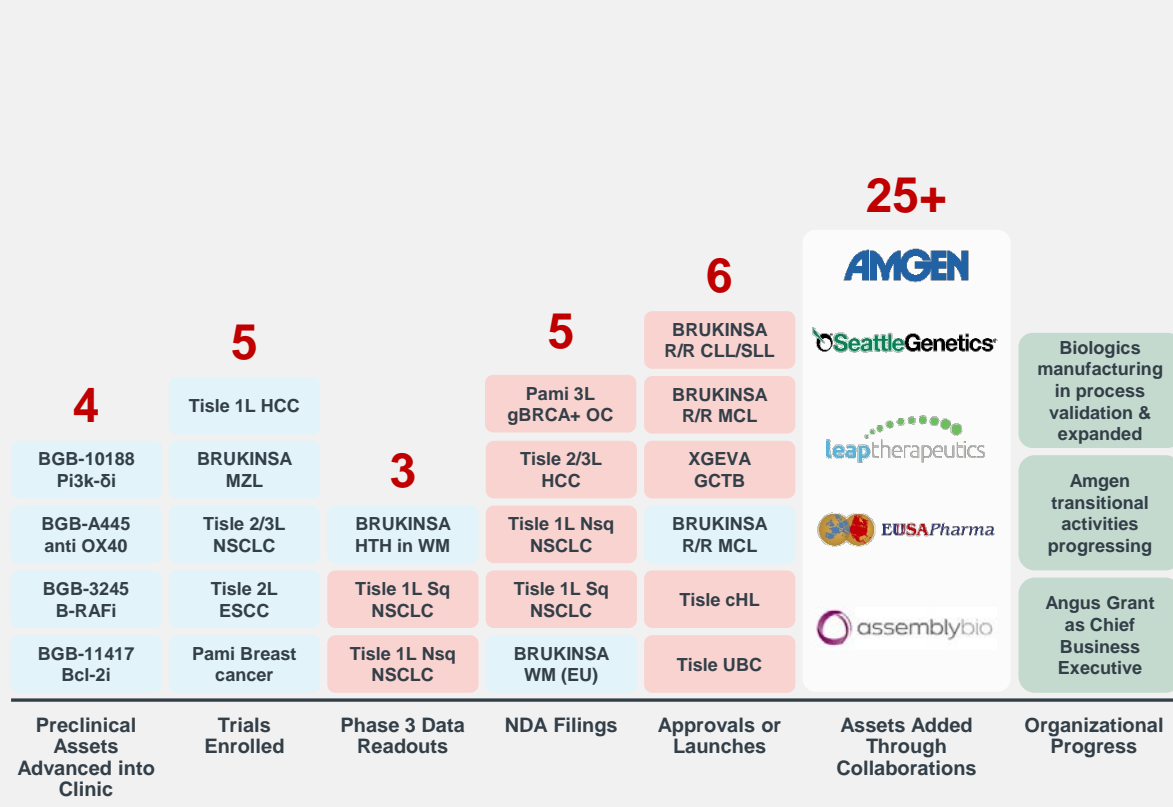 4
BGB-10188
Pi3k-δi
BGB-A445
anti OX40
BGB-3245
B-RAFi
BGB-11417
Bcl-2i
Preclinical
Assets
Advanced into
Clinic
5
Tisle 1L HCC
BRUKINSA
MZL
Tisle 2/3L
NSCLC
Tisle 2L
ESCC
Pami Breast
cancer
Trials
Enrolled
3
BRUKINSA
HTH in WM
Tisle 1L Sq
NSCLC
Tisle 1L Nsq
NSCLC
Phase 3 Data
Readouts
5
Pami 3L
gBRCA+ OC
Tisle 2/3L
HCC
Tisle 1L Nsq
NSCLC
Tisle 1L Sq
NSCLC
BRUKINSA
WM (EU)
NDA Filings
6
BRUKINSA
R/R CLL/SLL
BRUKINSA
R/R MCL
XGEVA
GCTB
BRUKINSA
R/R MCL
Tisle cHL
Tisle UBC
Approvals or
Launches
25+
AMGEN
SeattleGenetics
leaptherapeutics
EUSA Pharma
assemblybio
Assets Added
Through
Collaborations
Biologics
manufacturing
in process
validation &
expanded
Amgen
transitional
activities
progressing
Angus Grant
as Chief
Business
Executive
Organizational
Progress